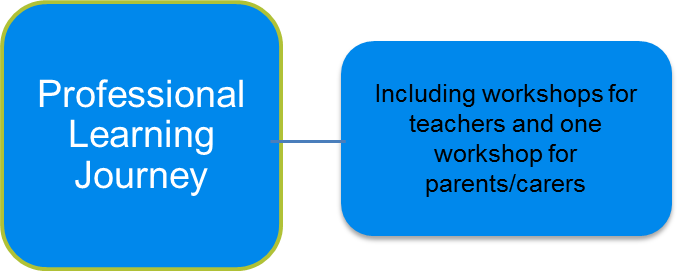 Professional
Learning
Journey
Including workshops for
teachers and one
workshop for
parents/carers